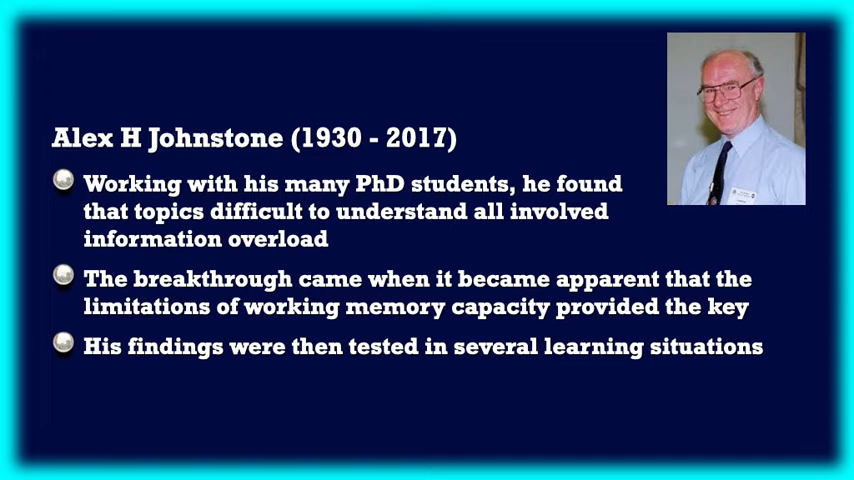 Alex H Johnstone (1930 - 2017)
Working with his many PhD students, he found
that topics difficult to understand all involved
information overload
The breakthrough came when it became apparent that the
limitations of working memory capacity provided the key
His findings were then tested in several learning situations